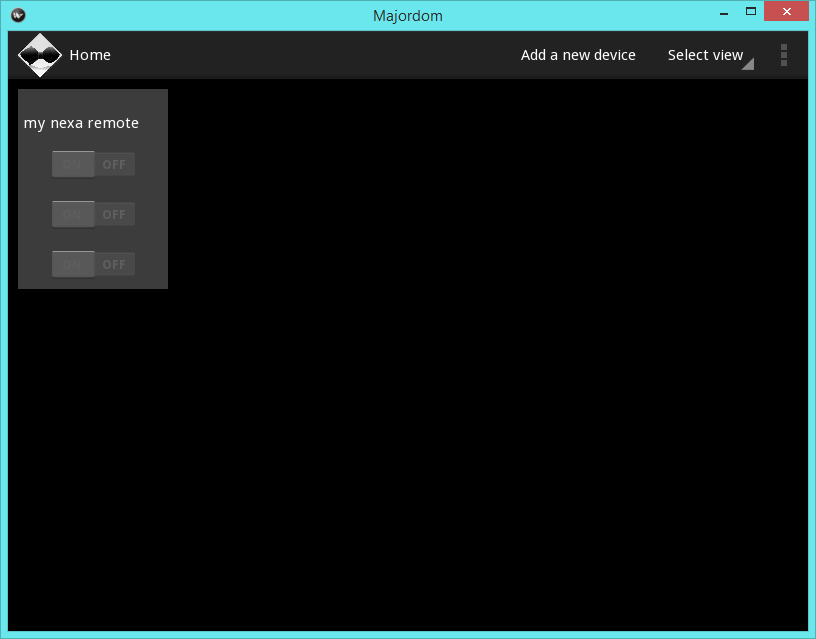 Majordom
Home Add a new device Select view
my nexa remote
ON OFF
ON OFF
ON OFF